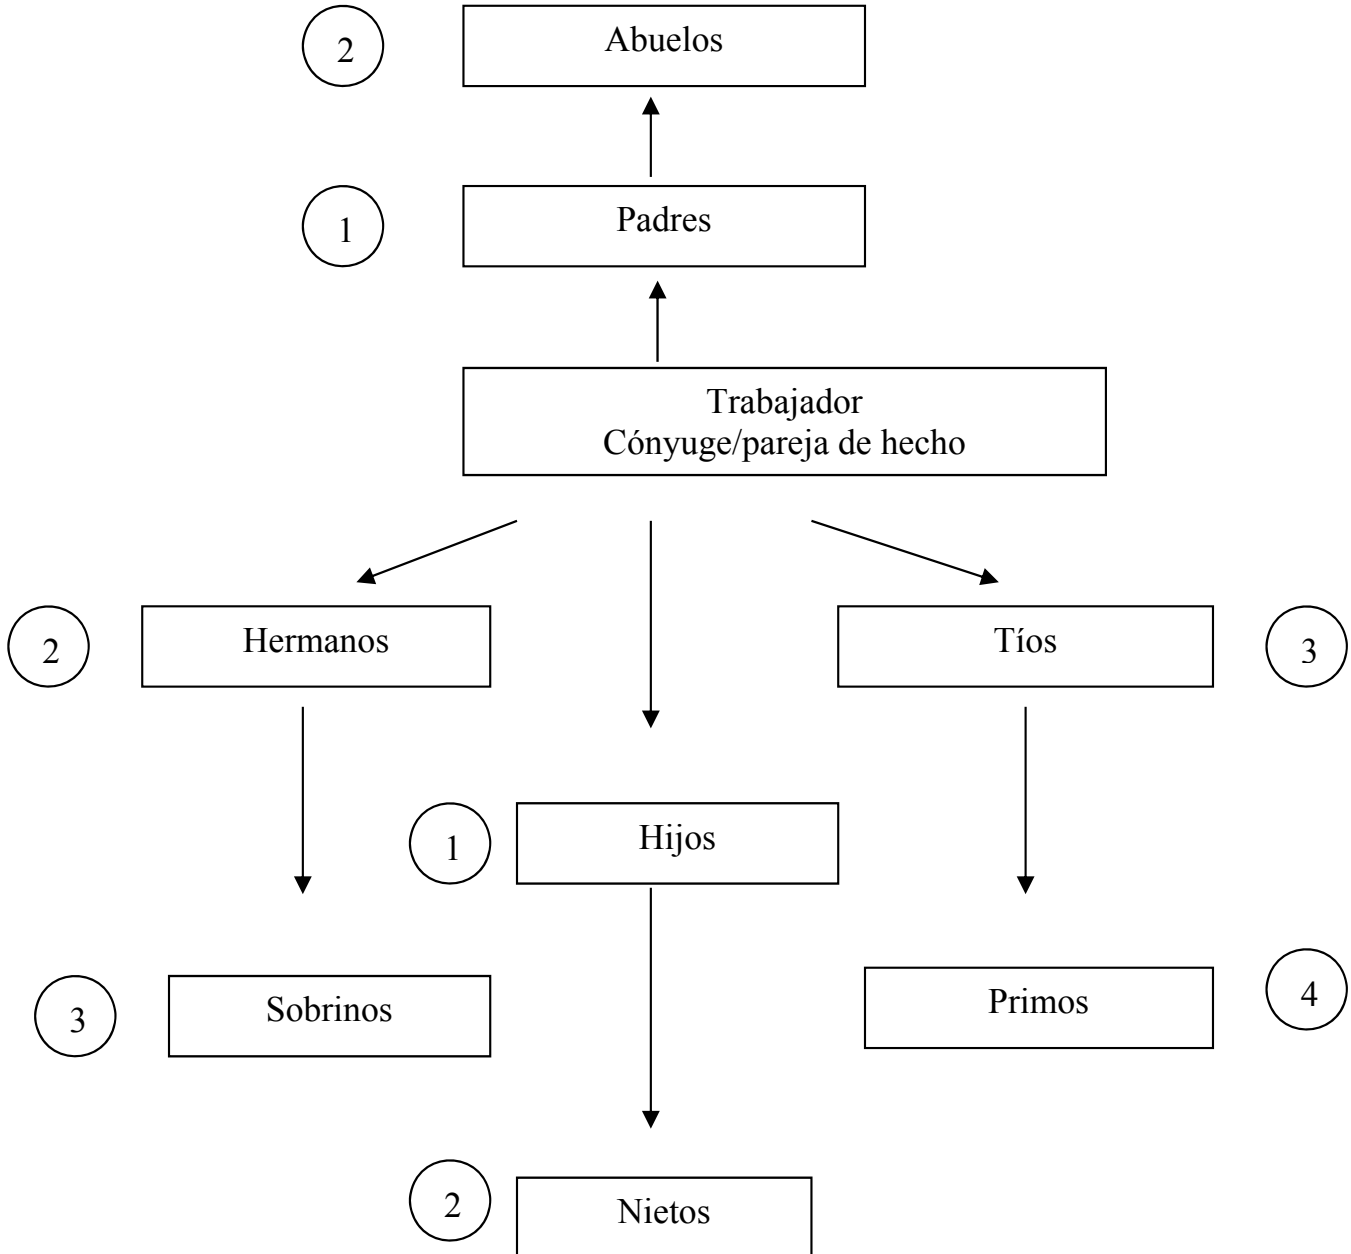 2 Abuelos
1 Padres
Trabajador
Cónyuge/pareja de hecho
2 Hermanos
Tíos 3
1 Hijos
3 Sobrinos
Primos 4
2 Nietos